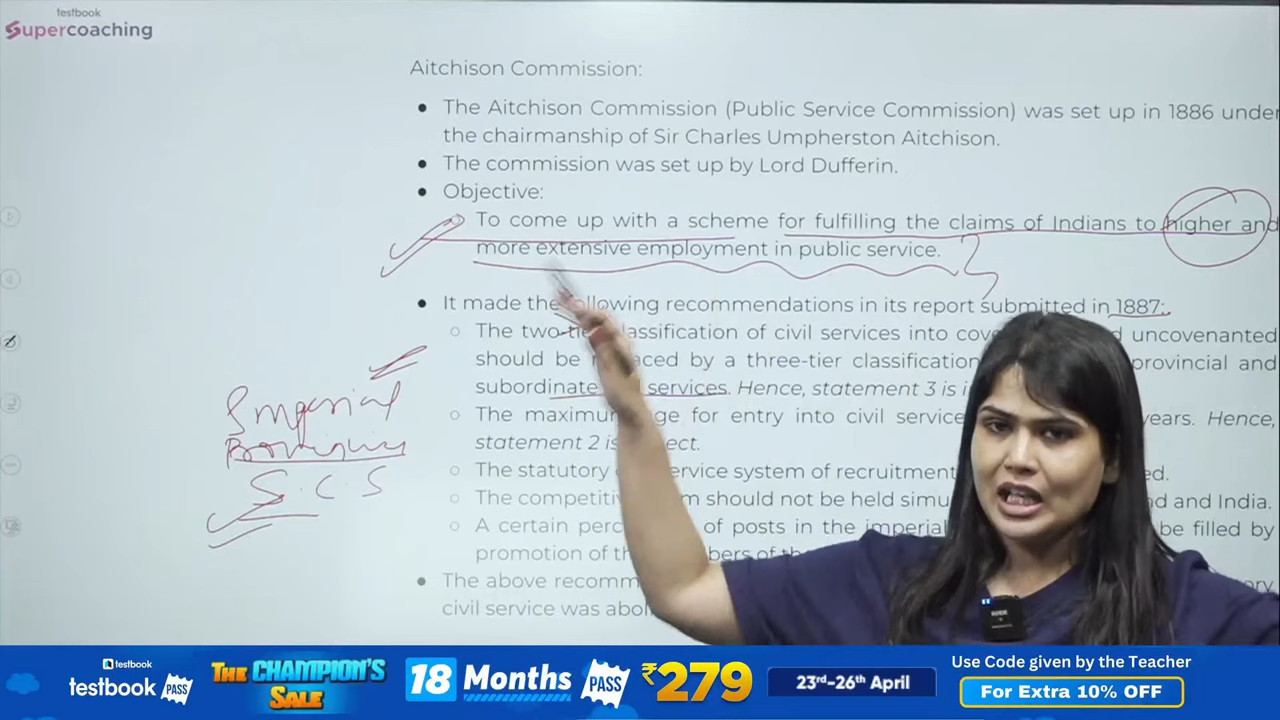 testbook
Supercoaching
Aitchison Commission:
• The Aitchison Commission (Public Service Commission) was set up in 1886 under
the chairmanship of Sir Charles Umpherston Aitchison.
• The commission was set up by Lord Dufferin.
• Objective:
To come up with a scheme for fulfilling the claims of Indians to higher and
more extensive employment in public service.
• It made the following recommendations in its report submitted in 1887:
○ The two-tier classification of civil services into uncovenanted
should be replaced by a three-tier classification provincial and
subordinate services. Hence, statement 3 is
○ The maximum age for entry into civil service years. Hence,
statement 2 is
○ The statutory service system of recruitment
○ The competitive should not be held and India.
○ A certain of posts in the imperial be filled by
promotion of the
• The above
civil service was
Imperial
S.C.S
testbook
testbook PASS
THE CHAMPION'S SALE
18 Months PASS ₹279
23rd-26th April
Use Code given by the Teacher
For Extra 10% OFF